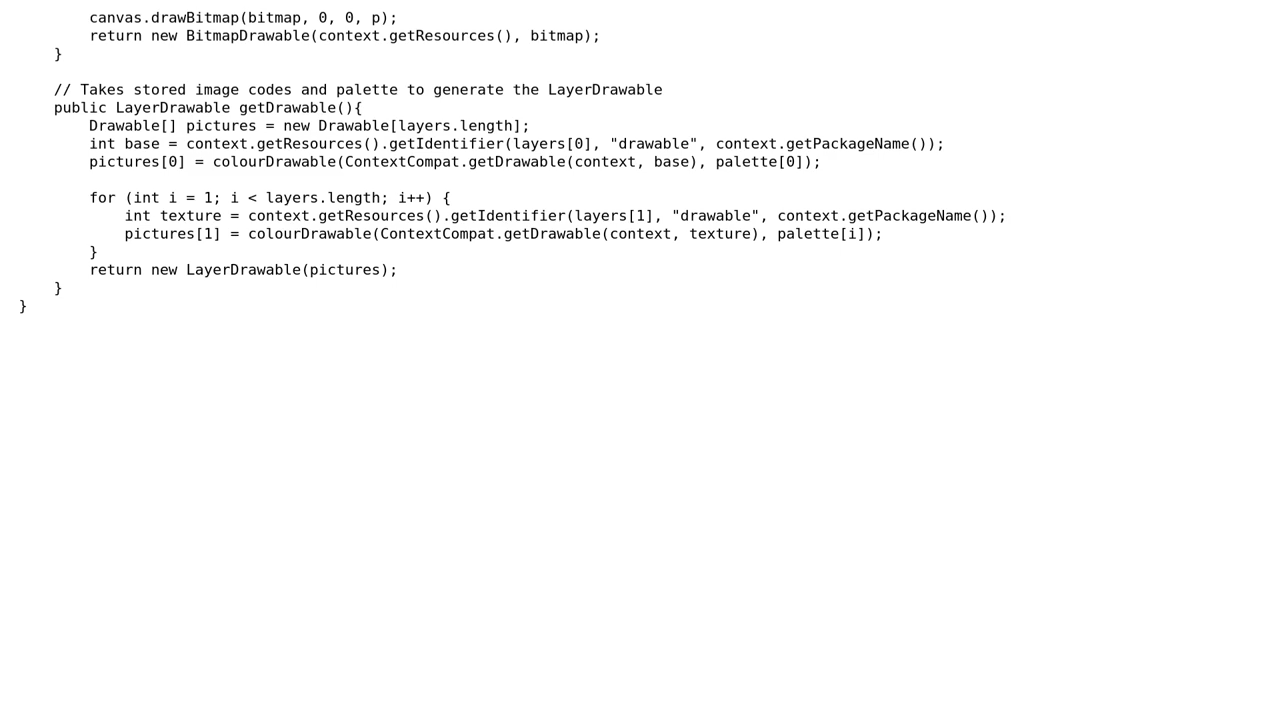 canvas.drawBitmap(bitmap, 0, 0, p);
return new BitmapDrawable(context.getResources(), bitmap);
}
// Takes stored image codes and palette to generate the LayerDrawable
public LayerDrawable getDrawable(){
Drawable[] pictures = new Drawable[layers.length];
int base = context.getResources().getIdentifier(layers[0], "drawable", context.getPackageName());
pictures[0] = colourDrawable(ContextCompat.getDrawable(context, base), palette[0]);
for (int i = 1; i < layers.length; i++) {
int texture = context.getResources().getIdentifier(layers[1], "drawable", context.getPackageName());
pictures[1] = colourDrawable(ContextCompat.getDrawable(context, texture), palette[i]);
}
return new LayerDrawable(pictures);
}
}